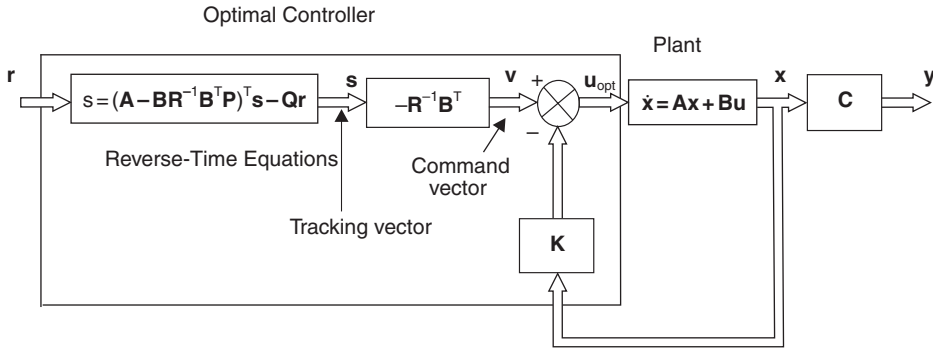 Optimal Controller
Plant
r
s = (A – BR⁻¹BᵀP)ᵀs – Qr
s
–R⁻¹Bᵀ
v
+
–
u_opt
ẋ = Ax + Bu
x
C
y
Reverse-Time Equations
Command
vector
Tracking vector
K